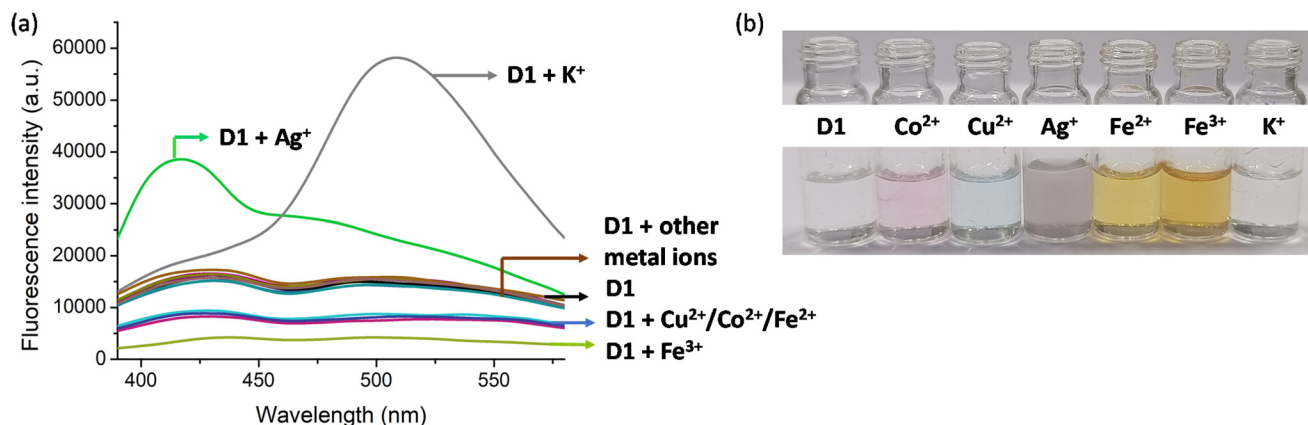 (a)
Fluorescence intensity (a.u.)
60000
50000
40000
30000
20000
10000
0
400
450
500
550
Wavelength (nm)
D1 + K⁺
D1 + Ag⁺
D1 + other
metal ions
D1
D1 + Cu²⁺/Co²⁺/Fe²⁺
D1 + Fe³⁺
(b)
D1 Co²⁺ Cu²⁺ Ag⁺ Fe²⁺ Fe³⁺ K⁺